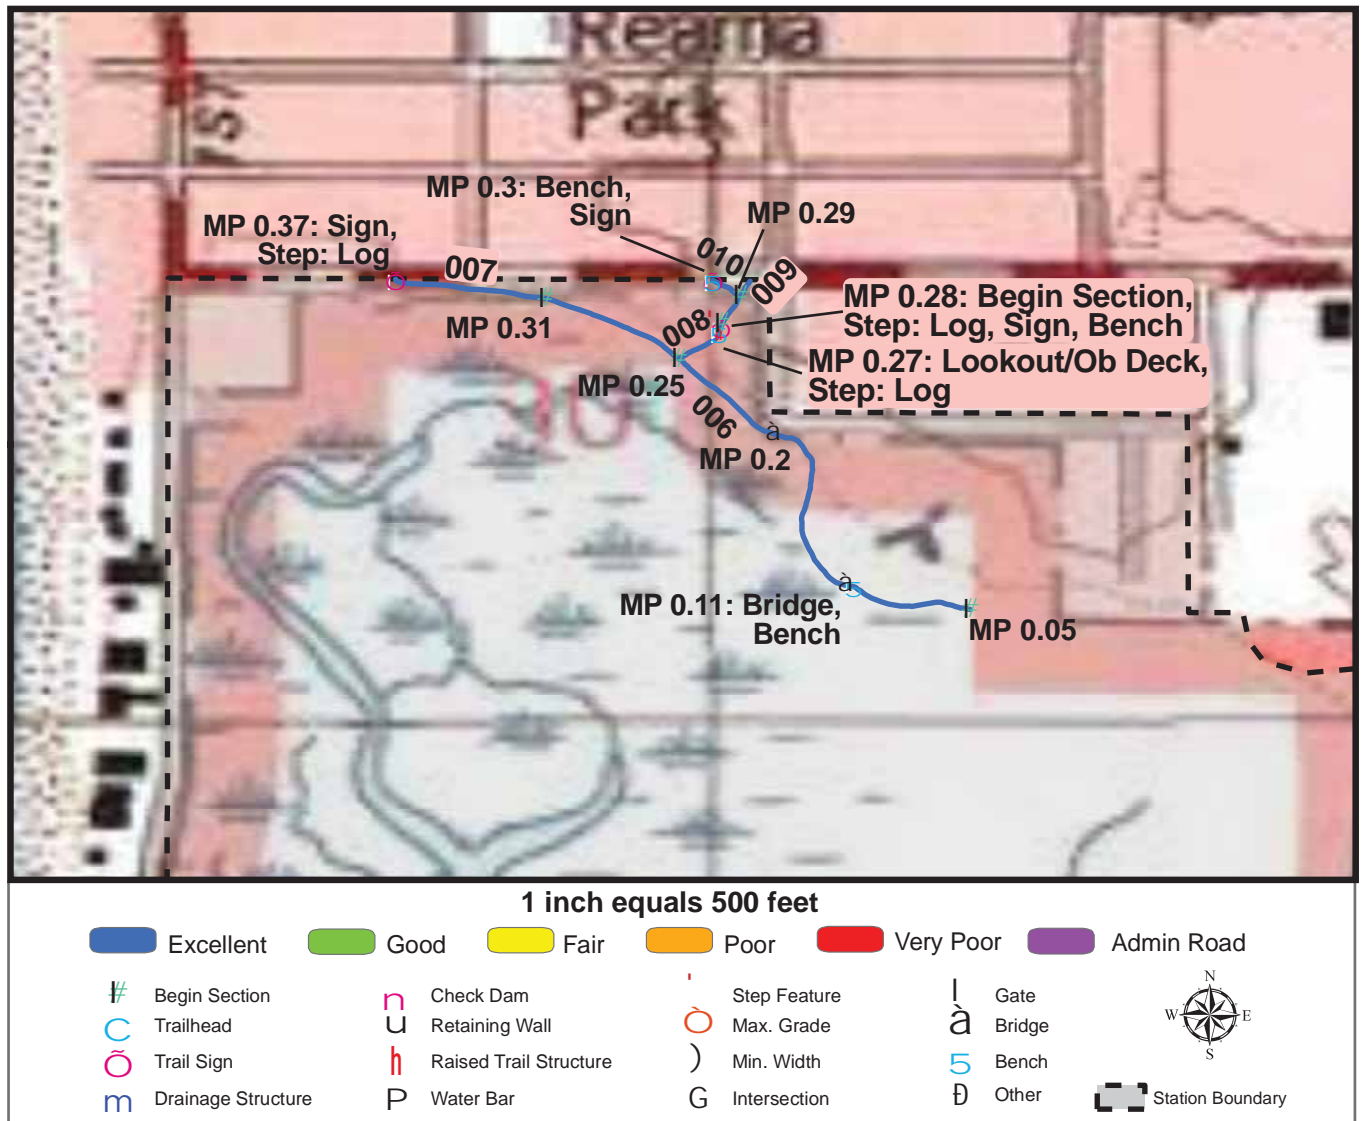 Reama
Park
MP 0.3: Bench,
Sign
MP 0.29
MP 0.37: Sign,
Step: Log
007
010
009
MP 0.31
008
MP 0.28: Begin Section,
Step: Log, Sign, Bench
MP 0.27: Lookout/Ob Deck,
Step: Log
MP 0.25
006
à
MP 0.2
à
5
MP 0.11: Bridge,
Bench
MP 0.05
1 inch equals 500 feet
Excellent
Good
Fair
Poor
Very Poor
Admin Road
# Begin Section
n Check Dam
' Step Feature
l Gate
C Trailhead
u Retaining Wall
Ò Max. Grade
à Bridge
Õ Trail Sign
h Raised Trail Structure
) Min. Width
5 Bench
m Drainage Structure
P Water Bar
G Intersection
Ð Other
Station Boundary
N
W E
S